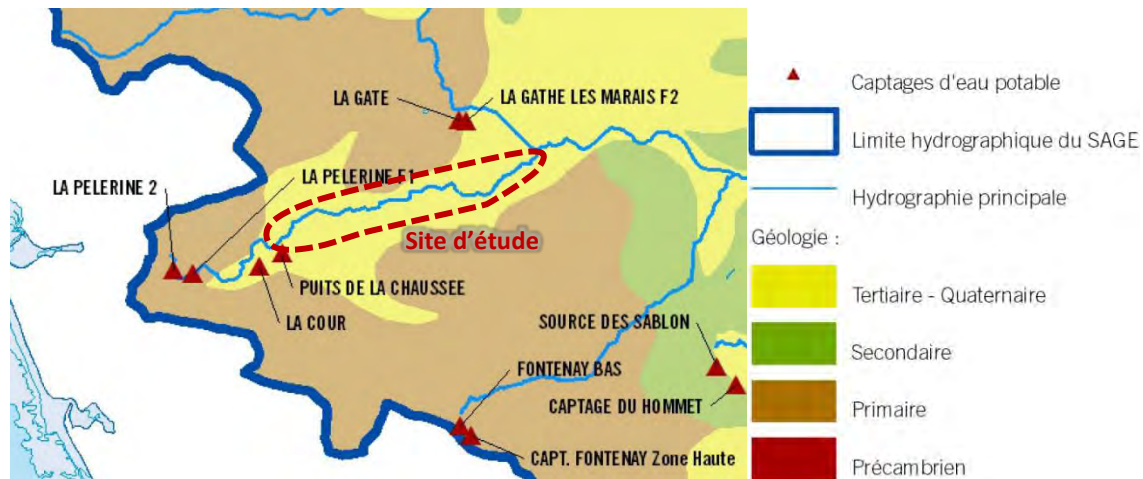 LA GATE
LA GATHE LES MARAIS F2
LA PELERINE 2
LA PELERINE F1
Site d'étude
PUITS DE LA CHAUSSEE
LA COUR
SOURCE DES SABLON
FONTENAY BAS
CAPTAGE DU HOMMET
CAPT. FONTENAY Zone Haute
Captages d'eau potable
Limite hydrographique du SAGE
Hydrographie principale
Géologie :
Tertiaire - Quaternaire
Secondaire
Primaire
Précambrien